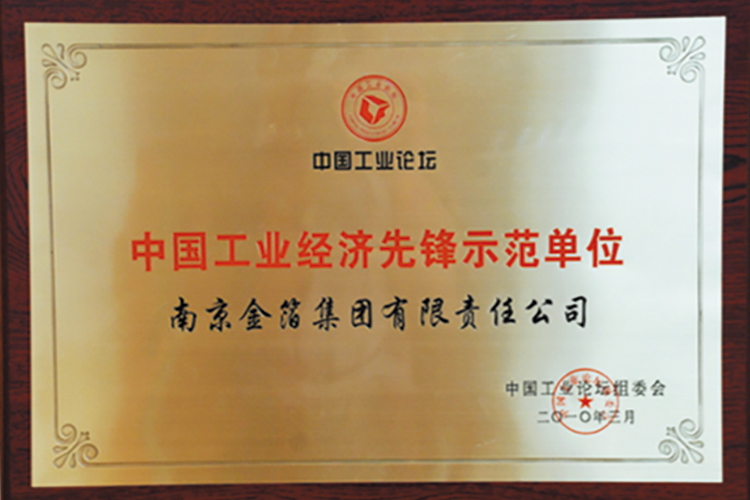 中国工业论坛
中国工业经济先锋示范单位
南京金箔集团有限责任公司
中国工业论坛组委会
二〇一〇年三月